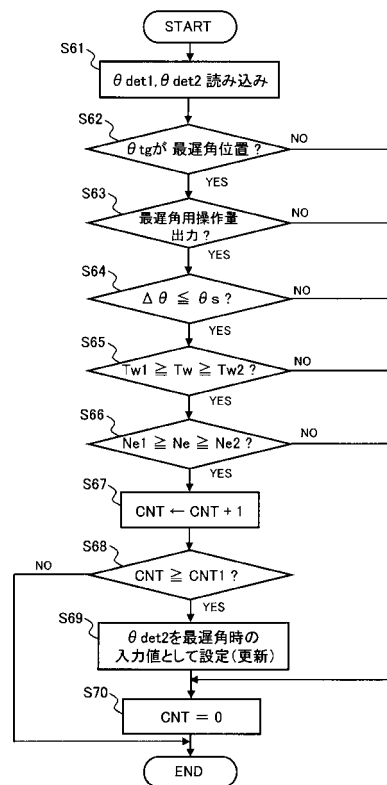 START
S61
θdet1,θdet2 読み込み
S62
θtgが 最遅角位置？
NO
YES
S63
最遅角用操作量
出力？
NO
YES
S64
Δθ ≦ θs？
NO
YES
S65
Tw1 ≧ Tw ≧ Tw2？
NO
YES
S66
Ne1 ≧ Ne ≧ Ne2？
NO
YES
S67
CNT ← CNT + 1
S68
CNT ≧ CNT1？
NO
YES
S69
θdet2を最遅角時の
入力値として設定(更新)
S70
CNT = 0
END